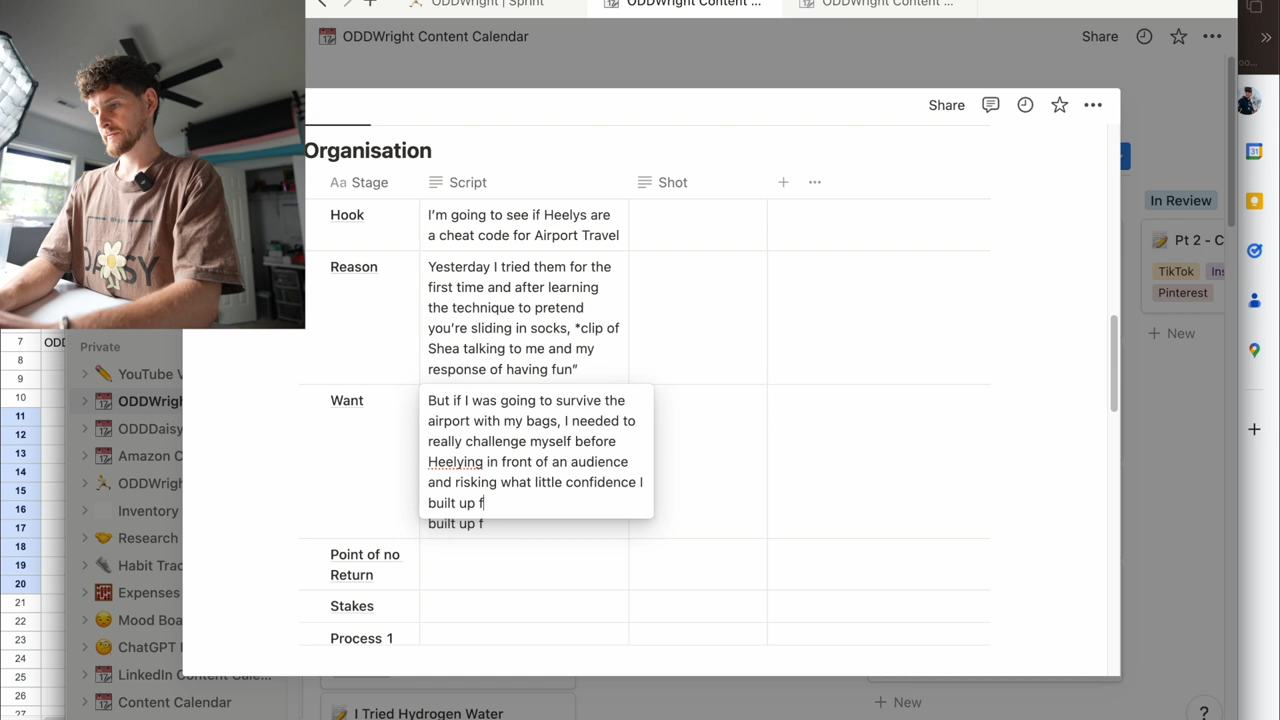 ODDWright | Sprint
ODDWright Content ...
ODDWright Content ...
ODDWright Content Calendar
Share
Share
Organisation
Aa Stage
Script
Shot
Hook
I'm going to see if Heelys are
a cheat code for Airport Travel
Reason
Yesterday I tried them for the
first time and after learning
the technique to pretend
you're sliding in socks, *clip of
Shea talking to me and my
response of having fun"
Want
But if I was going to survive the
airport with my bags, I needed to
really challenge myself before
Heelying in front of an audience
and risking what little confidence I
built up f
built up f
Point of no
Return
Stakes
Process 1
In Review
Pt 2 - C
TikTok
Ins
Pinterest
New
31
7
ODD
8
9
10
11
12
13
14
15
16
17
18
19
20
21
22
23
24
25
26
27
Private
YouTube V
ODDWrigh
ODDDaisy
Amazon C
ODDWrigh
Inventory
Research
Habit Trac
Expenses
Mood Boa
ChatGPT
LinkedIn Content Cale...
Content Calendar
I Tried Hydrogen Water
New
?